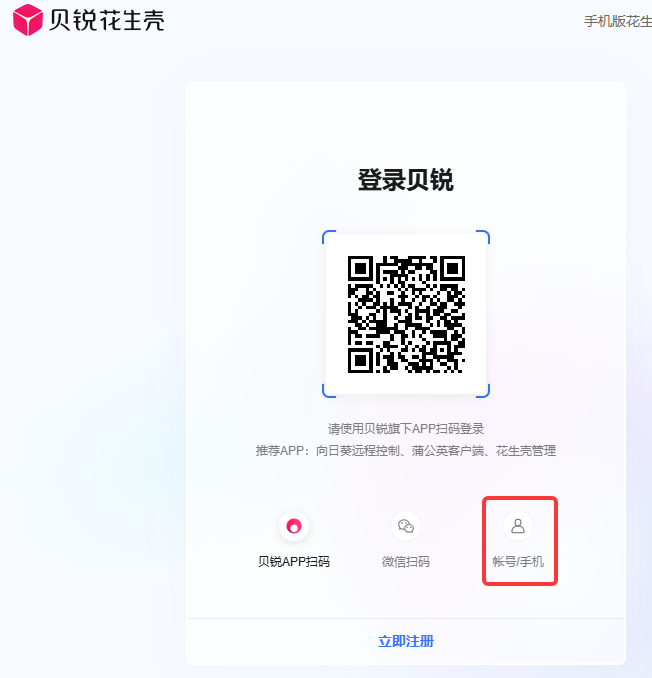 贝锐花生壳
手机版花生
登录贝锐
请使用贝锐旗下APP扫码登录
推荐APP：向日葵远程控制、蒲公英客户端、花生壳管理
贝锐APP扫码
微信扫码
帐号/手机
立即注册